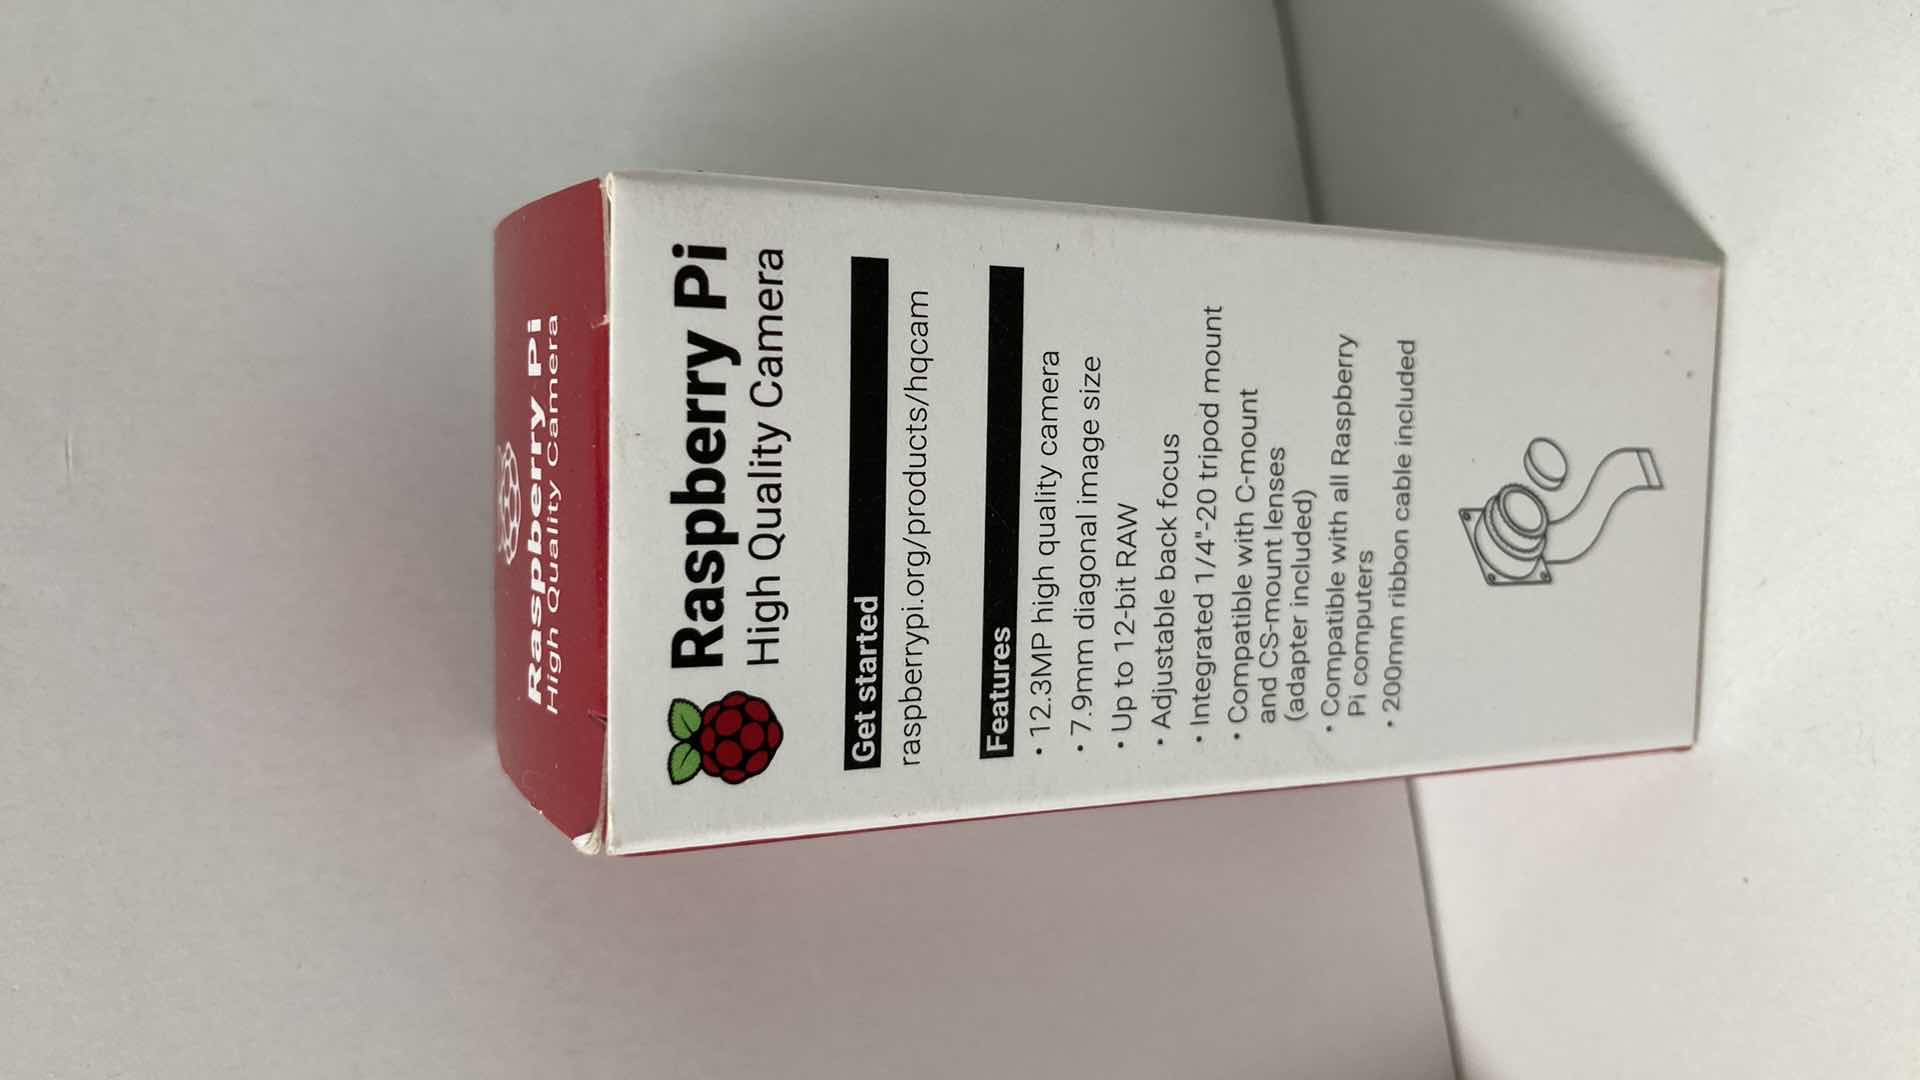 Raspberry Pi
High Quality Camera
Raspberry Pi
High Quality Camera
Get started
raspberrypi.org/products/hqcam
Features
• 12.3MP high quality camera
• 7.9mm diagonal image size
• Up to 12-bit RAW
• Adjustable back focus
• Integrated 1/4"-20 tripod mount
• Compatible with C-mount
and CS-mount lenses
(adapter included)
• Compatible with all Raspberry
Pi computers
• 200mm ribbon cable included